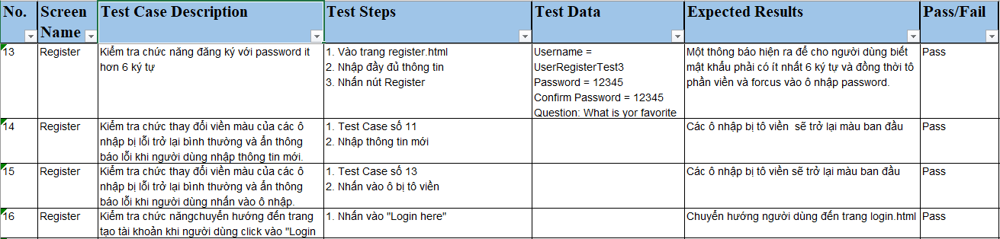 No.
Screen
Name
Test Case Description
Test Steps
Test Data
Expected Results
Pass/Fail
13
Register
Kiểm tra chức năng đăng ký với password it
hơn 6 ký tự
1. Vào trang register.html
2. Nhập đầy đủ thông tin
3. Nhấn nút Register
Username =
UserRegisterTest3
Password = 12345
Confirm Password = 12345
Question: What is yor favorite
Một thông báo hiện ra để cho người dùng biết
mật khẩu phải có ít nhất 6 ký tự và đồng thời tô
phần viền và forcus vào ô nhập password.
Pass
14
Register
Kiểm tra chức thay đổi viền màu của các ô
nhập bị lỗi trở lại bình thường và ẩn thông
báo lỗi khi người dùng nhập thông tin mới.
1. Test Case số 11
2. Nhập thông tin mới
Các ô nhập bị tô viền  sẽ trở lại màu ban đầu
Pass
15
Register
Kiểm tra chức thay đổi viền màu của các ô
nhập bị lỗi trở lại bình thường và ẩn thông
báo lỗi khi người dùng nhấn vào ô nhập.
1. Test Case số 13
2. Nhấn vào ô bị tô viền
Các ô nhập bị tô viền sẽ trở lại màu ban đầu
Pass
16
Register
Kiểm tra chức năngchuyển hướng đến trang
tạo tài khoản khi người dùng click vào "Login
1. Nhấn vào "Login here"
Chuyển hướng người dùng đến trang login.html
Pass